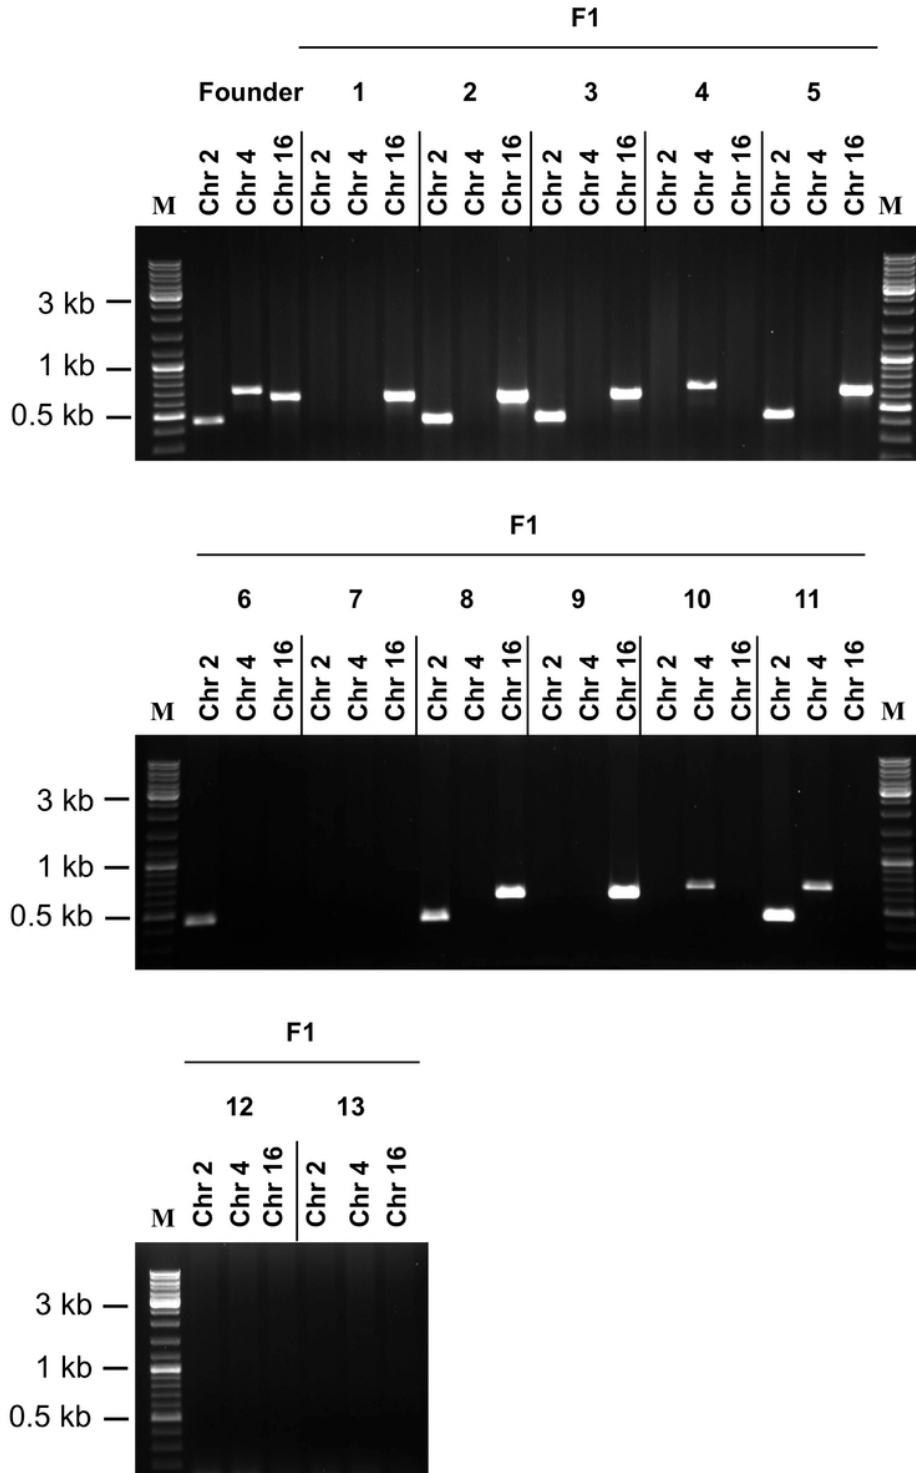 F1
Founder 1 2 3 4 5
M Chr 2 Chr 4 Chr 16 Chr 2 Chr 4 Chr 16 Chr 2 Chr 4 Chr 16 Chr 2 Chr 4 Chr 16 Chr 2 Chr 4 Chr 16 Chr 2 Chr 4 Chr 16 M
3 kb
1 kb
0.5 kb
F1
6 7 8 9 10 11
M Chr 2 Chr 4 Chr 16 Chr 2 Chr 4 Chr 16 Chr 2 Chr 4 Chr 16 Chr 2 Chr 4 Chr 16 Chr 2 Chr 4 Chr 16 Chr 2 Chr 4 Chr 16 M
3 kb
1 kb
0.5 kb
F1
12 13
M Chr 2 Chr 4 Chr 16 Chr 2 Chr 4 Chr 16
3 kb
1 kb
0.5 kb